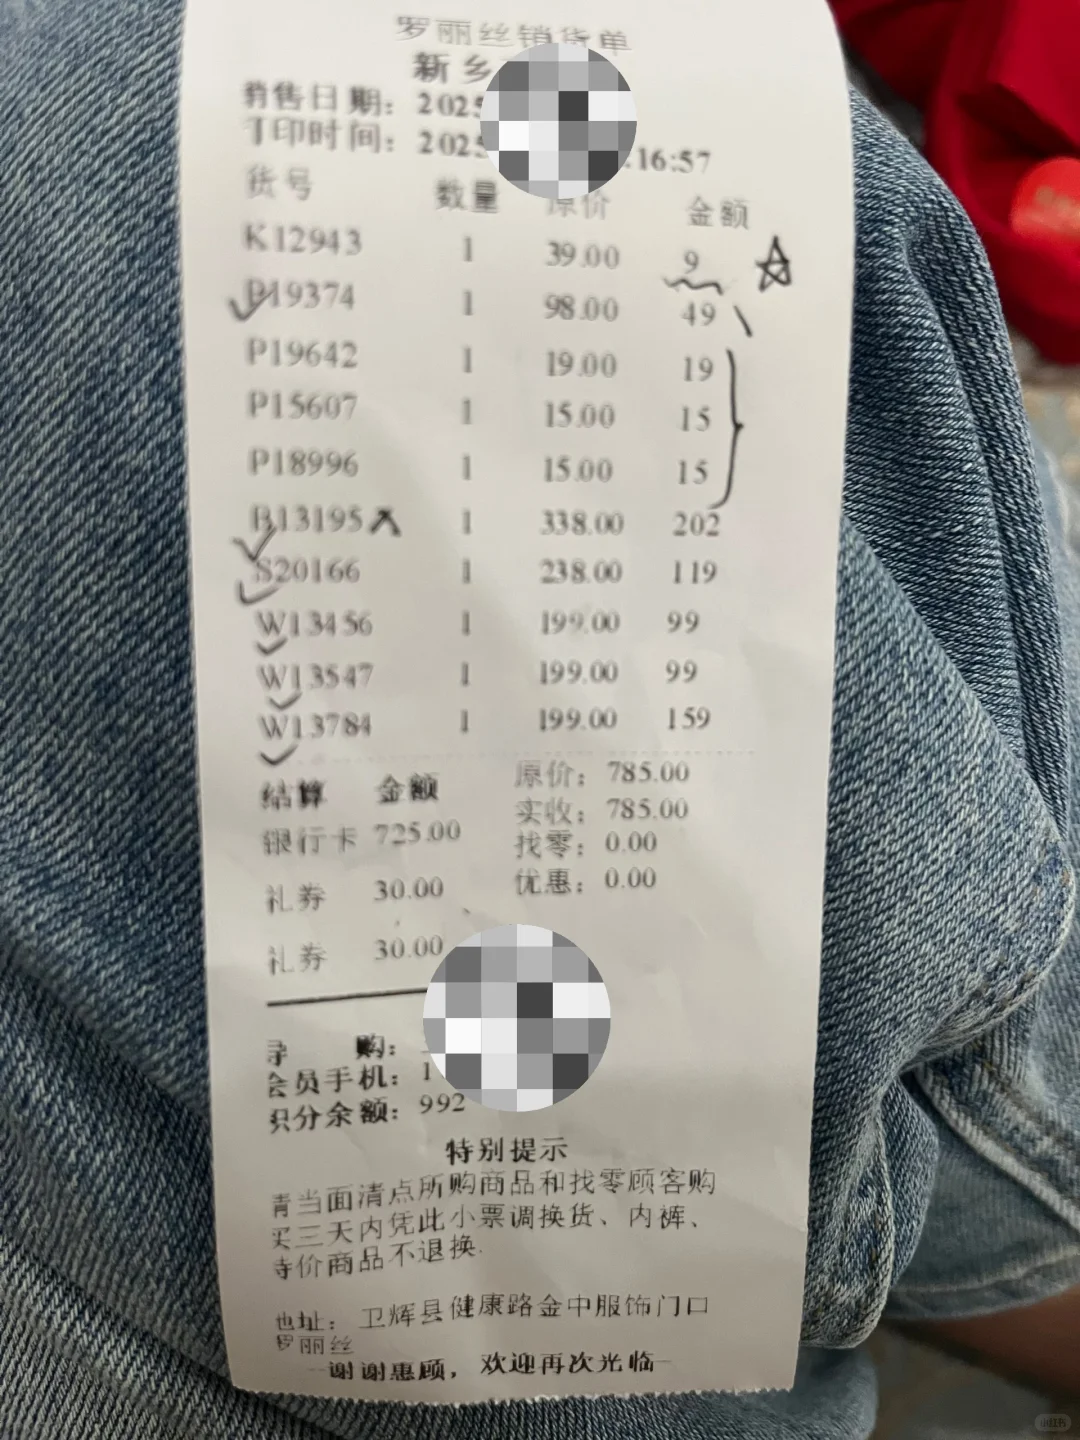 罗丽丝销货单
新乡
销售日期：2025
打印时间：2025 16:57
货号 数量 原价 金额
K12943 1 39.00 9
P19374 1 98.00 49
P19642 1 19.00 19
P15607 1 15.00 15
P18996 1 15.00 15
B13195 1 338.00 202
S20166 1 238.00 119
W13456 1 199.00 99
W13547 1 199.00 99
W13784 1 199.00 159
结算 金额 原价：785.00
实收：785.00
银行卡 725.00 找零：0.00
优惠：0.00
礼券 30.00
礼券 30.00
导 购：
会员手机：1
积分余额：992
特别提示
请当面清点所购商品和找零顾客购
买三天内凭此小票调换货、内裤、
特价商品不退换.
地址：卫辉县健康路金中服饰门口
罗丽丝
谢谢惠顾，欢迎再次光临
小红书